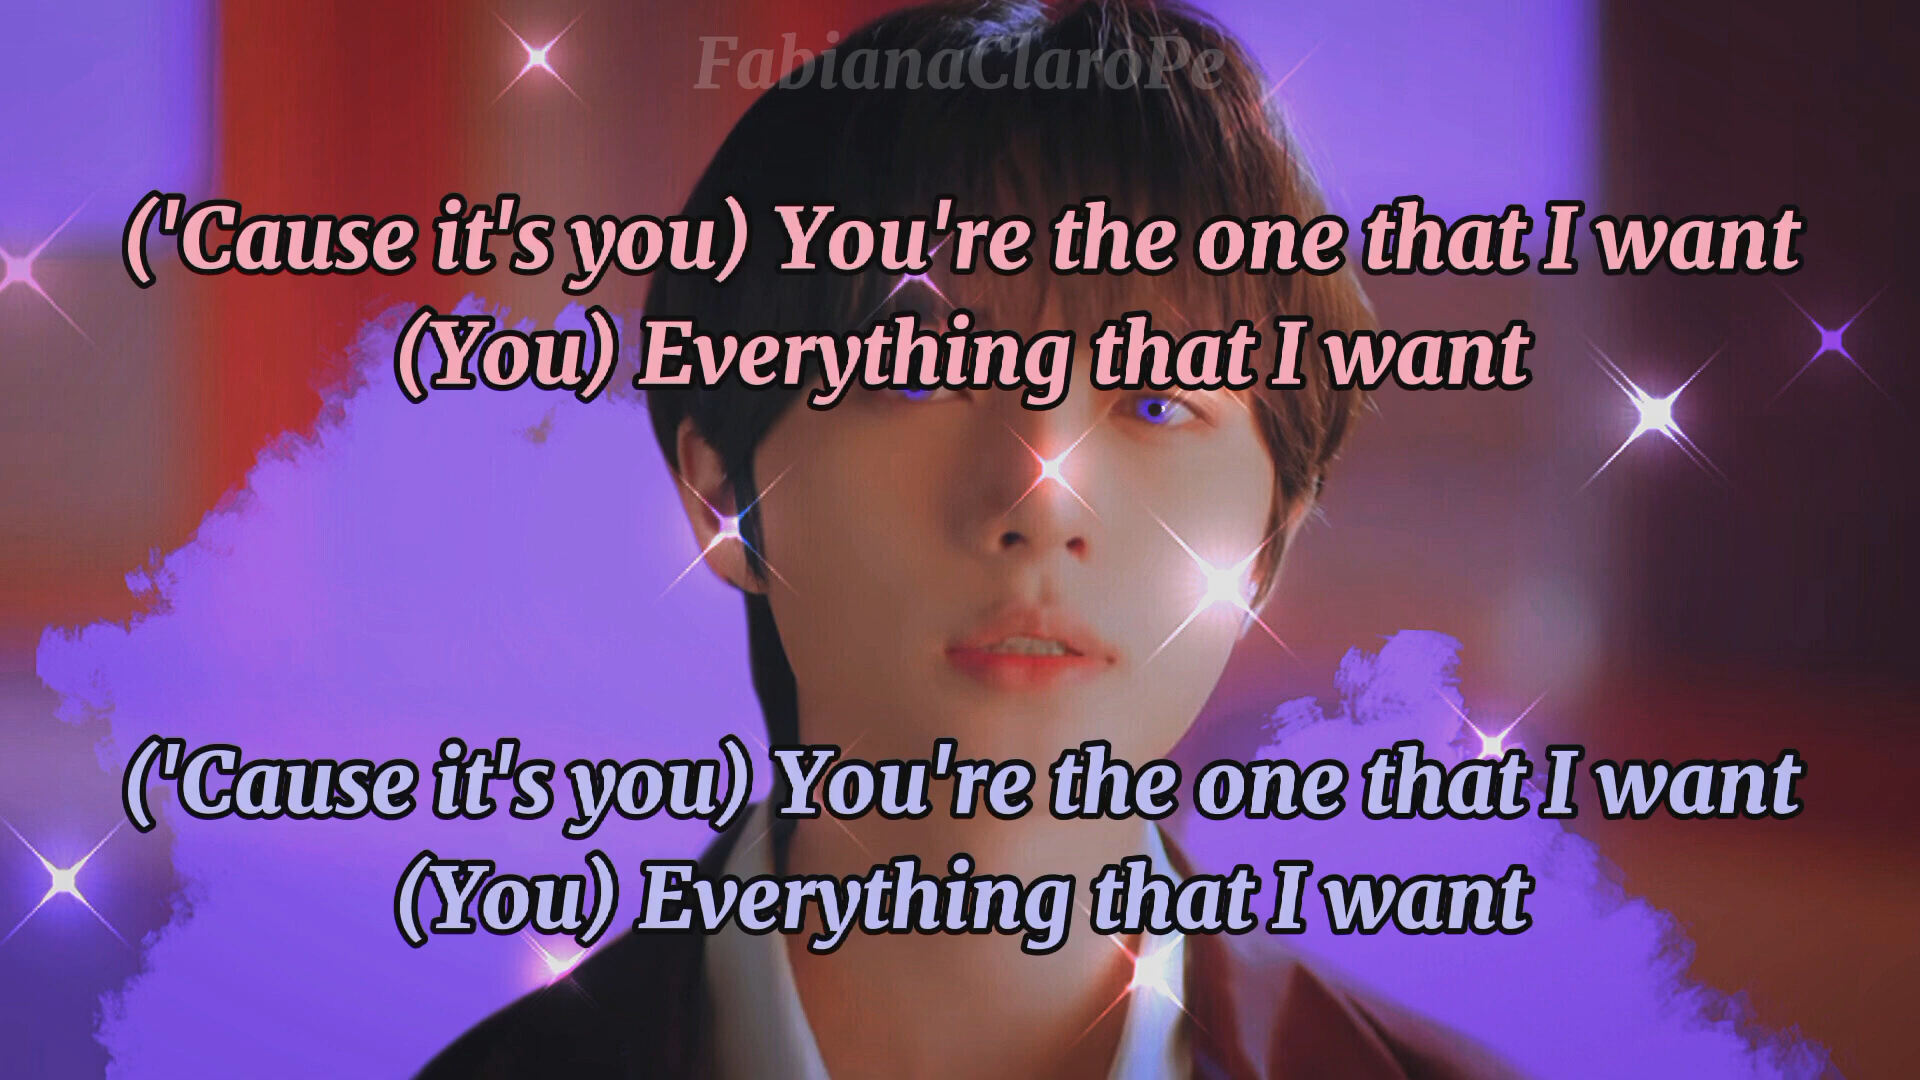 FabianaClaroPe
('Cause it's you) You're the one that I want
(You) Everything that I want
('Cause it's you) You're the one that I want
(You) Everything that I want